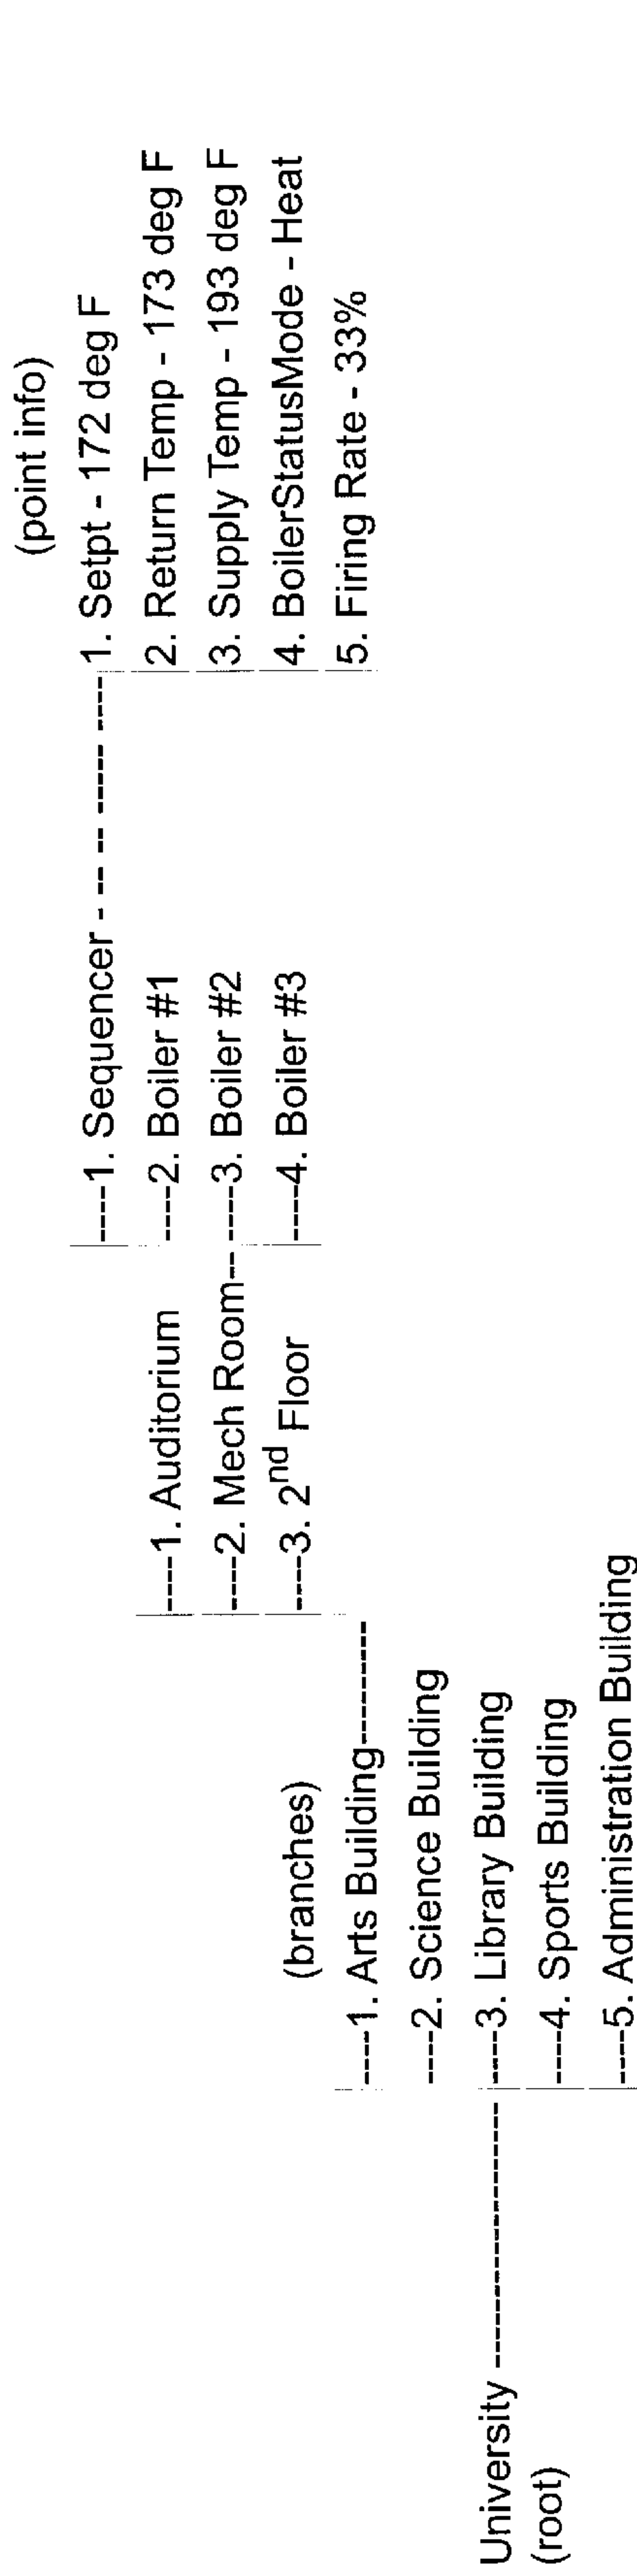 (point info)
----1. Sequencer - -- -- ------ ---- 1. Setpt - 172 deg F
----1. Auditorium ----2. Boiler #1 2. Return Temp - 173 deg F
----2. Mech Room-- ----3. Boiler #2 3. Supply Temp - 193 deg F
(branches) ----3. 2nd Floor ----4. Boiler #3 4. BoilerStatusMode - Heat
----1. Arts Building---------- 5. Firing Rate - 33%
----2. Science Building
University -------------------- ----3. Library Building
(root) ----4. Sports Building
----5. Administration Building